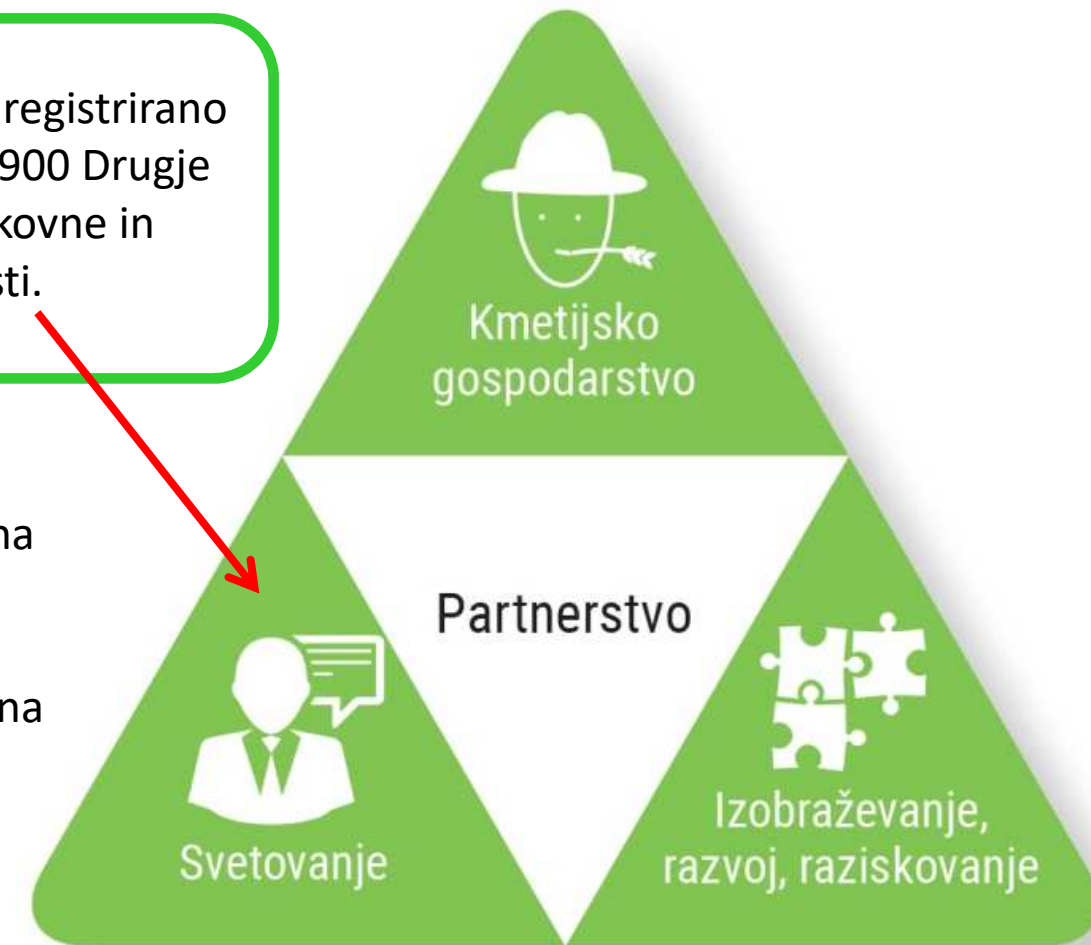 registrirano
900 Drugje
kovne in
sti.
na
na
Kmetijsko
gospodarstvo
Partnerstvo
Svetovanje
Izobraževanje,
razvoj, raziskovanje